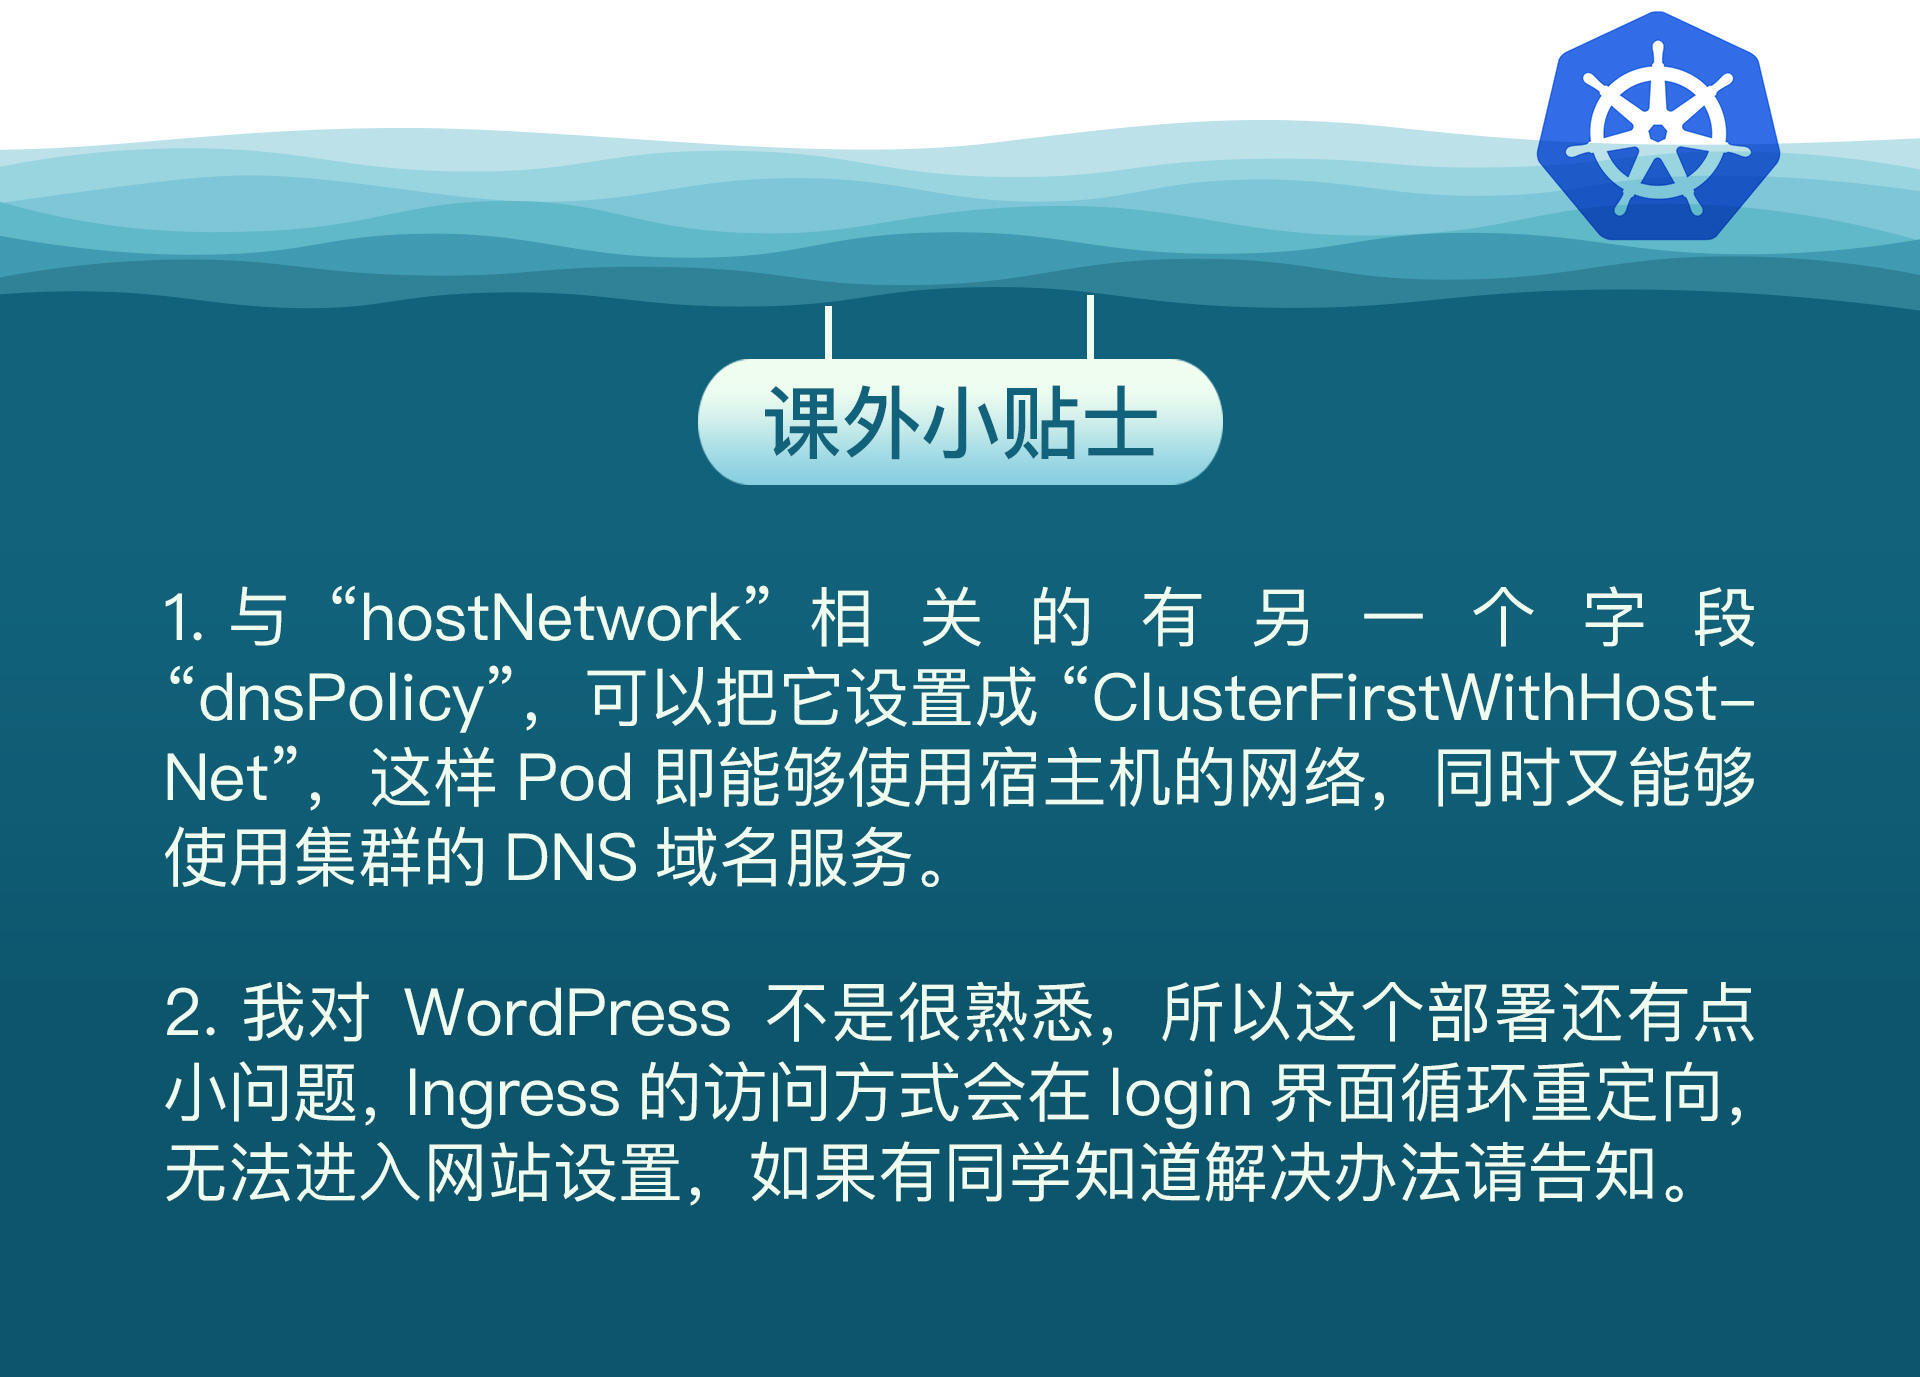 课外小贴士
1. 与“hostNetwork”相关的有另一个字段
“dnsPolicy”，可以把它设置成“ClusterFirstWithHost-
Net”，这样 Pod 即能够使用宿主机的网络，同时又能够
使用集群的 DNS 域名服务。
2. 我对 WordPress 不是很熟悉，所以这个部署还有点
小问题，Ingress 的访问方式会在 login 界面循环重定向，
无法进入网站设置，如果有同学知道解决办法请告知。